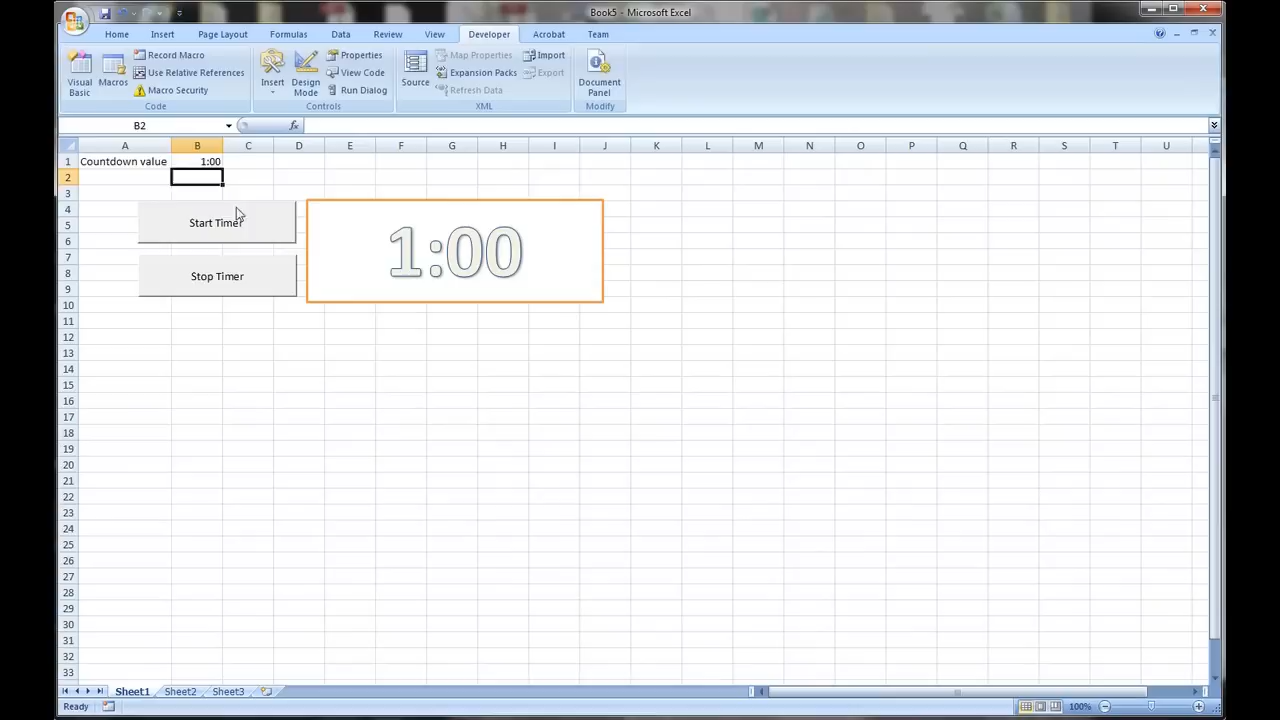 Book5 - Microsoft Excel
Home Insert Page Layout Formulas Data Review View Developer Acrobat Team
Visual Basic
Macros
Record Macro
Use Relative References
Macro Security
Code
Insert
Design Mode
Properties
View Code
Run Dialog
Controls
Source
Map Properties
Expansion Packs
Refresh Data
Import
Export
XML
Document Panel
Modify
B2 fx
A B C D E F G H I J K L M N O P Q R S T U
1 Countdown value 1:00
2
3
4
5
6
7
8
9
10
11
12
13
14
15
16
17
18
19
20
21
22
23
24
25
26
27
28
29
30
31
32
33
Start Timer
Stop Timer
1:00
Sheet1 Sheet2 Sheet3
Ready 100%